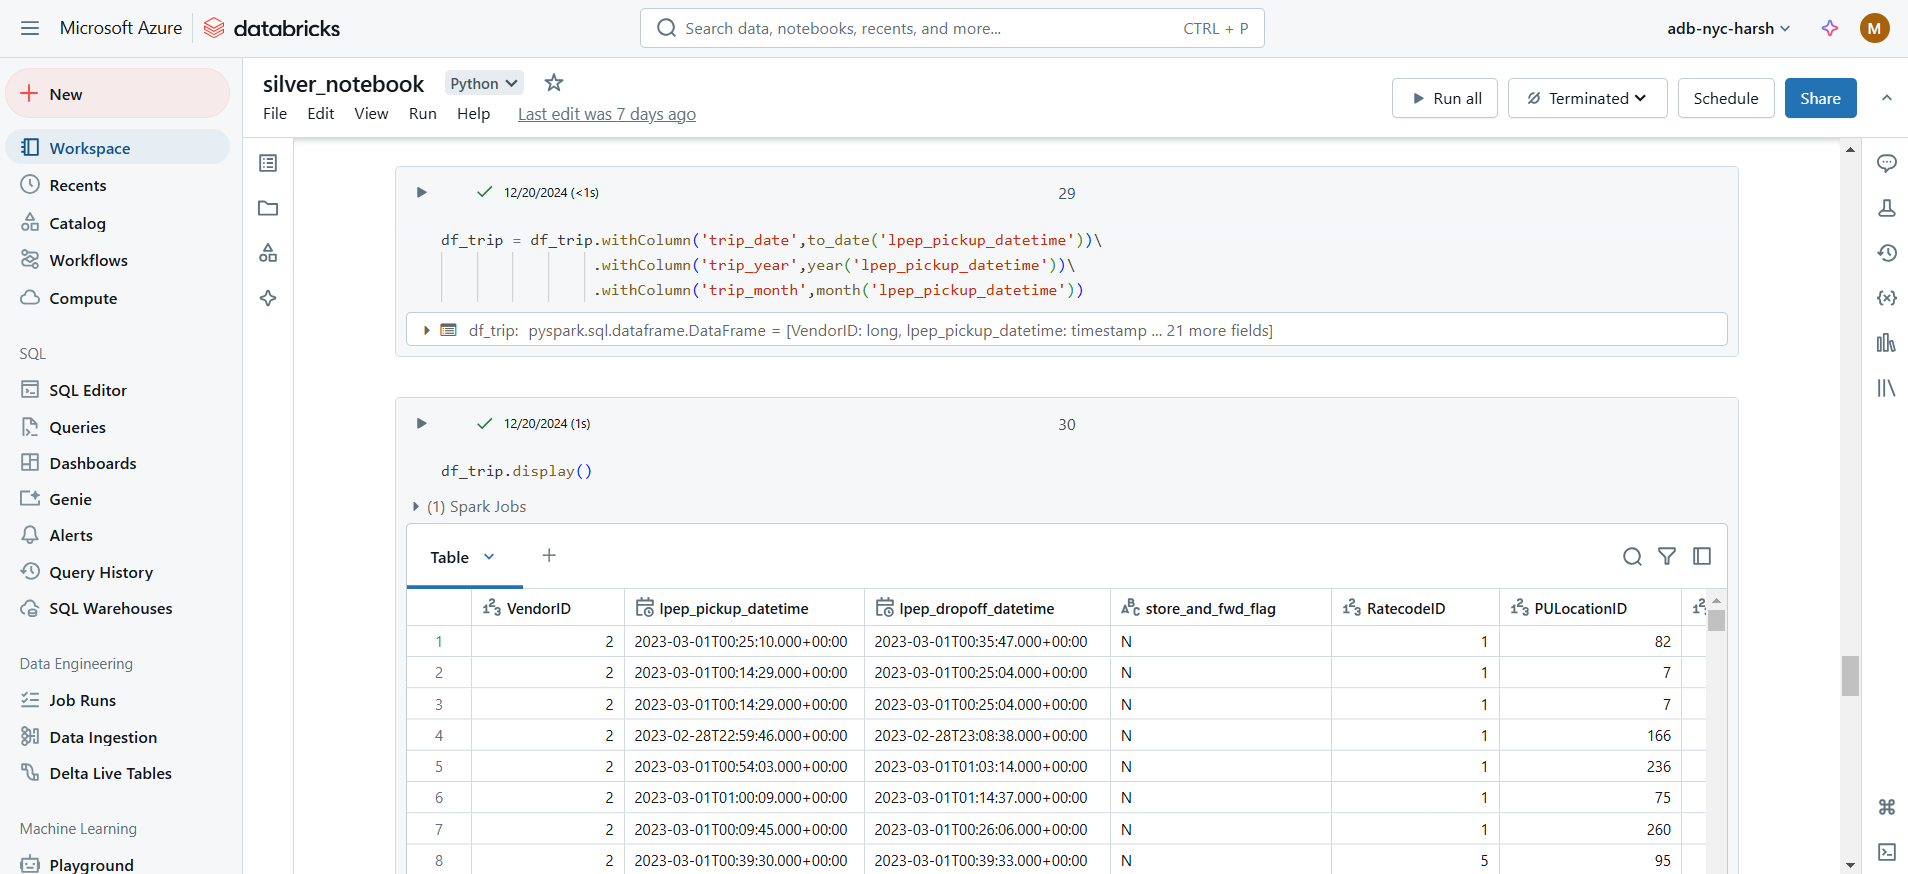 Microsoft Azure databricks
Search data, notebooks, recents, and more... CTRL + P
adb-nyc-harsh
M
New
Workspace
Recents
Catalog
Workflows
Compute
SQL
SQL Editor
Queries
Dashboards
Genie
Alerts
Query History
SQL Warehouses
Data Engineering
Job Runs
Data Ingestion
Delta Live Tables
Machine Learning
Playground
silver_notebook Python
File Edit View Run Help Last edit was 7 days ago
Run all Terminated Schedule Share
12/20/2024 (<1s) 29
df_trip = df_trip.withColumn('trip_date',to_date('lpep_pickup_datetime'))\
.withColumn('trip_year',year('lpep_pickup_datetime'))\
.withColumn('trip_month',month('lpep_pickup_datetime'))
df_trip: pyspark.sql.dataframe.DataFrame = [VendorID: long, lpep_pickup_datetime: timestamp ... 21 more fields]
12/20/2024 (1s) 30
df_trip.display()
(1) Spark Jobs
Table +
VendorID lpep_pickup_datetime lpep_dropoff_datetime store_and_fwd_flag RatecodeID PULocationID
1 2 2023-03-01T00:25:10.000+00:00 2023-03-01T00:35:47.000+00:00 N 1 82
2 2 2023-03-01T00:14:29.000+00:00 2023-03-01T00:25:04.000+00:00 N 1 7
3 2 2023-03-01T00:14:29.000+00:00 2023-03-01T00:25:04.000+00:00 N 1 7
4 2 2023-02-28T22:59:46.000+00:00 2023-02-28T23:08:38.000+00:00 N 1 166
5 2 2023-03-01T00:54:03.000+00:00 2023-03-01T01:03:14.000+00:00 N 1 236
6 2 2023-03-01T01:00:09.000+00:00 2023-03-01T01:14:37.000+00:00 N 1 75
7 2 2023-03-01T00:09:45.000+00:00 2023-03-01T00:26:06.000+00:00 N 1 260
8 2 2023-03-01T00:39:30.000+00:00 2023-03-01T00:39:33.000+00:00 N 5 95